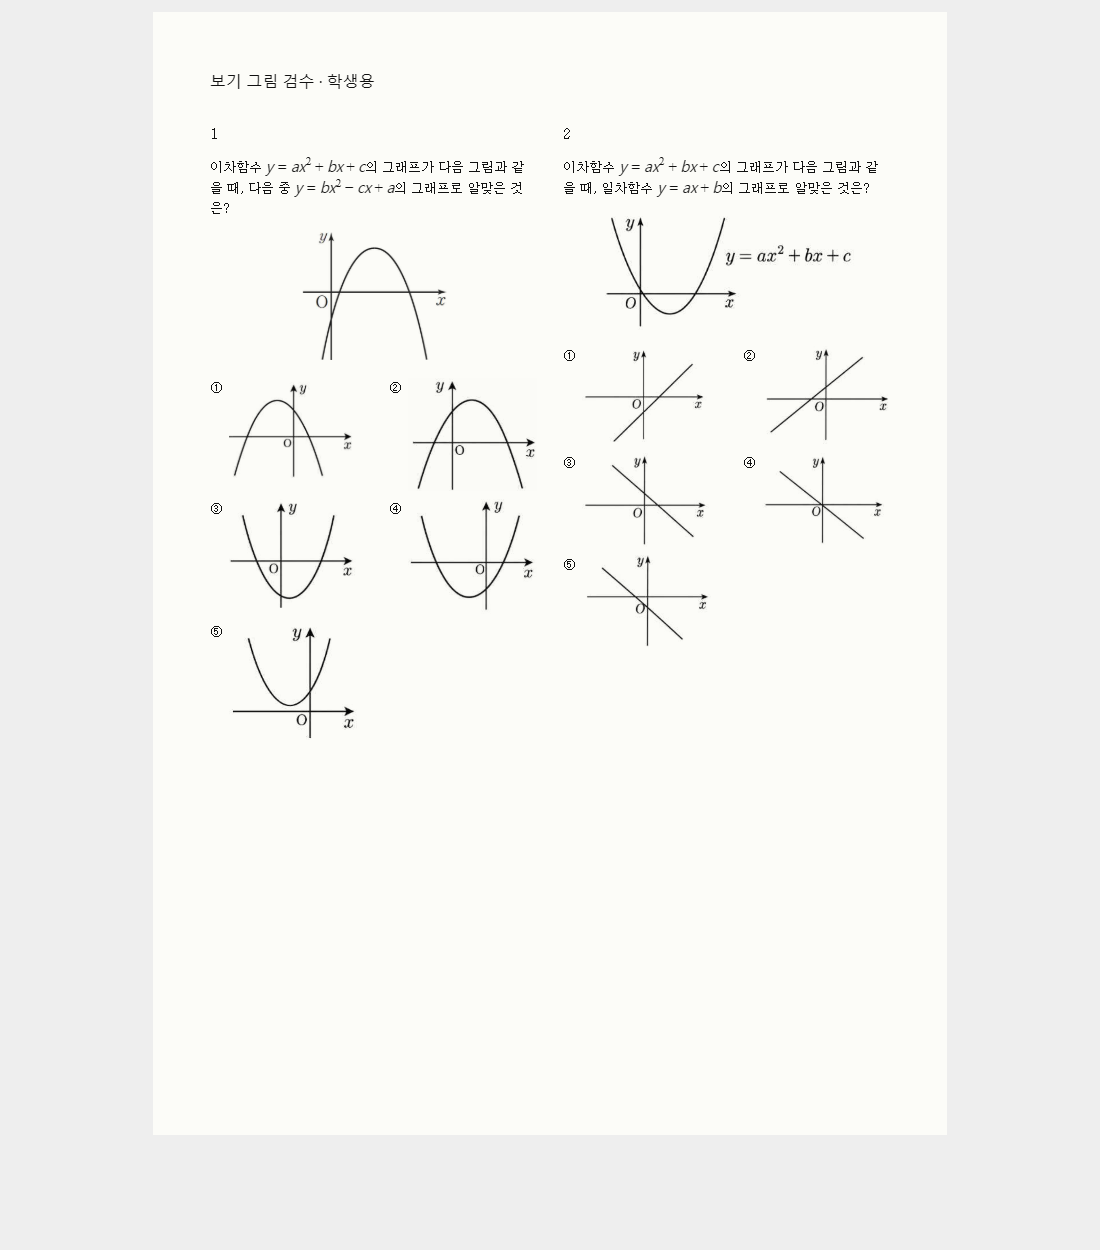 보기 그림 검수 · 학생용
1
이차함수 y = ax² + bx + c의 그래프가 다음 그림과 같
을 때, 다음 중 y = bx² − cx + a의 그래프로 알맞은 것
은?
y
O
x
①
y
O
x
②
y
O
x
③
y
O
x
④
y
O
x
⑤
y
O
x
2
이차함수 y = ax² + bx + c의 그래프가 다음 그림과 같
을 때, 일차함수 y = ax + b의 그래프로 알맞은 것은?
y
y = ax² + bx + c
O
x
①
y
O
x
②
y
O
x
③
y
O
x
④
y
O
x
⑤
y
O
x